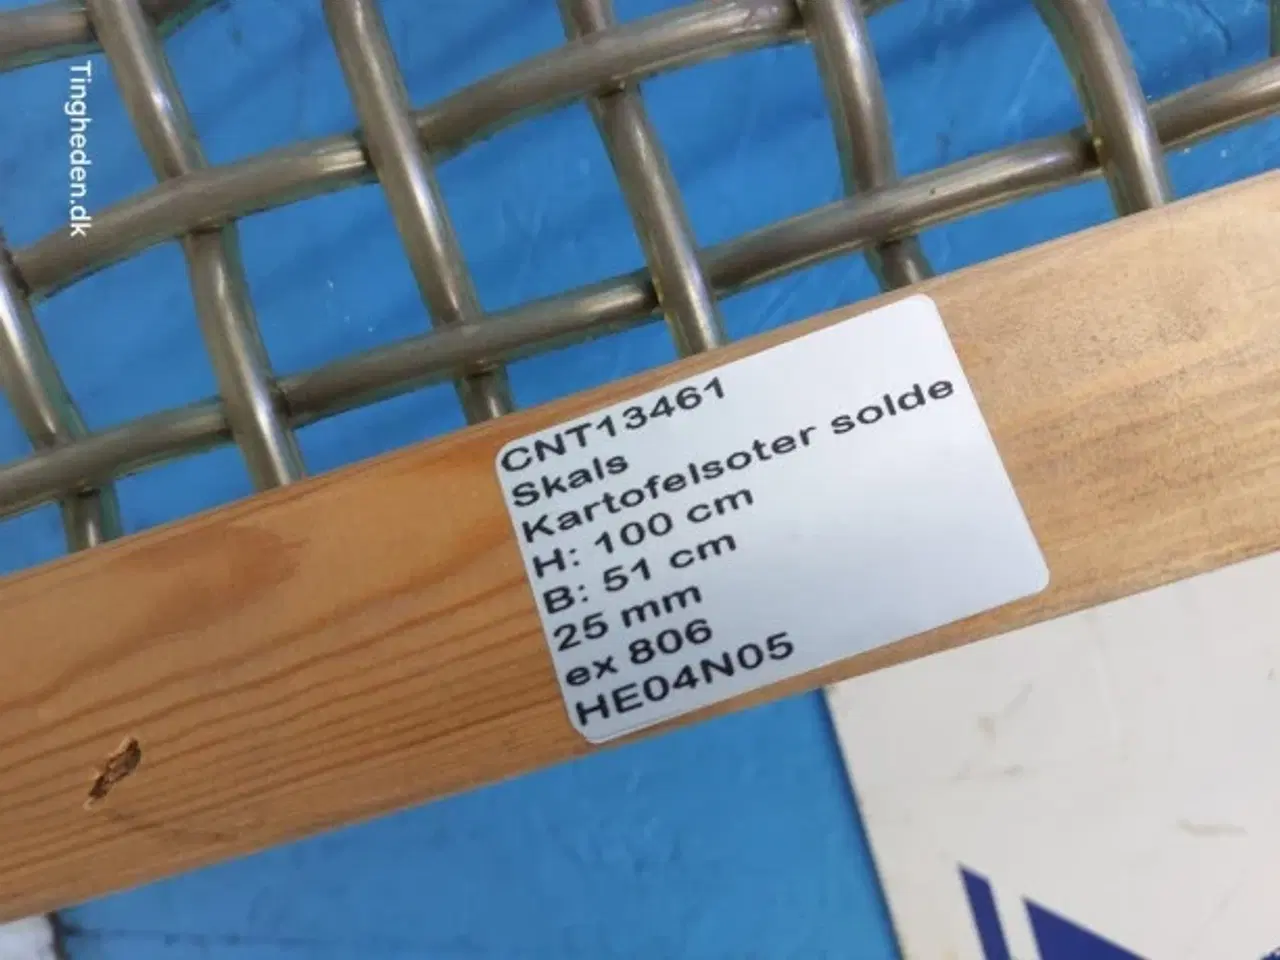 Tingheden.dk
CNT13461
Skals
Kartofelsoter solde
H: 100 cm
B: 51 cm
25 mm
ex 806
HE04N05